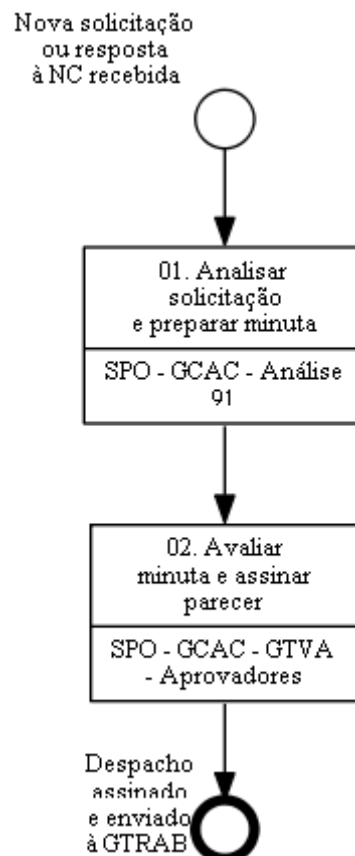 Nova solicitação
ou resposta
à NC recebida
01. Analisar
solicitação
e preparar minuta
SPO - GCAC - Análise
91
02. Avaliar
minuta e assinar
parecer
SPO - GCAC - GTVA
- Aprovadores
Despacho
assinado
e enviado
à GTRAB